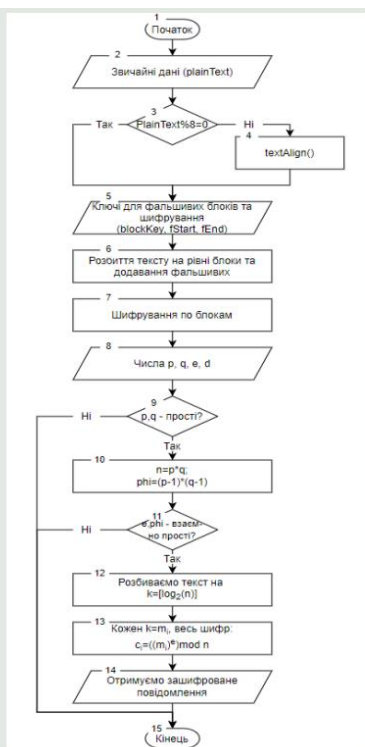 1
Початок
2
Звичайні дані (plainText)
3
Так
PlainText%8=0
Ні
4
textAlign()
5
Ключі для фальшивих блоків та
шифрування
(blockKey, fStart, fEnd)
6
Розбиття тексту на рівні блоки та
додавання фальшивих
7
Шифрування по блокам
8
Числа p, q, e, d
9
Ні
p,q - прості?
Так
10
n=p*q;
phi=(p-1)*(q-1)
11
Ні
e,phi - взаєм-
но прості?
Так
12
Розбиваємо текст на
k=[log₂(n)]
13
Кожен k=mᵢ, весь шифр:
cᵢ=((mᵢ)ᵉ)mod n
14
Отримуємо зашифроване
повідомлення
15
Кінець